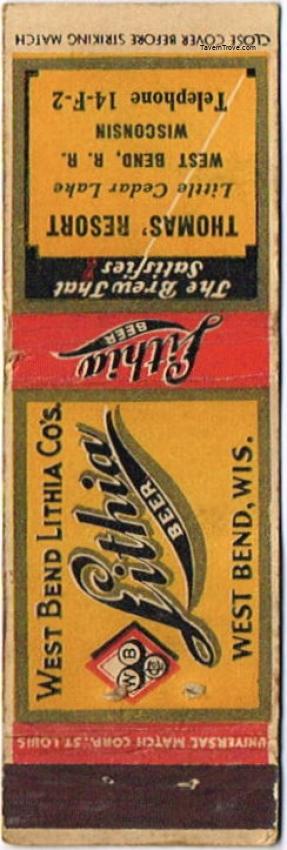 TavernTrove.com
CLOSE COVER BEFORE STRIKING MATCH
THOMAS' RESORT
Little Cedar Lake
WEST BEND, R. R.
WISCONSIN
Telephone 14-F-2
The Brew That
Satisfies!
Lithia
BEER
WEST BEND LITHIA CO'S.
Lithia
BEER
WEST BEND, WIS.
W B
UNIVERSAL MATCH CORP., ST. LOUIS